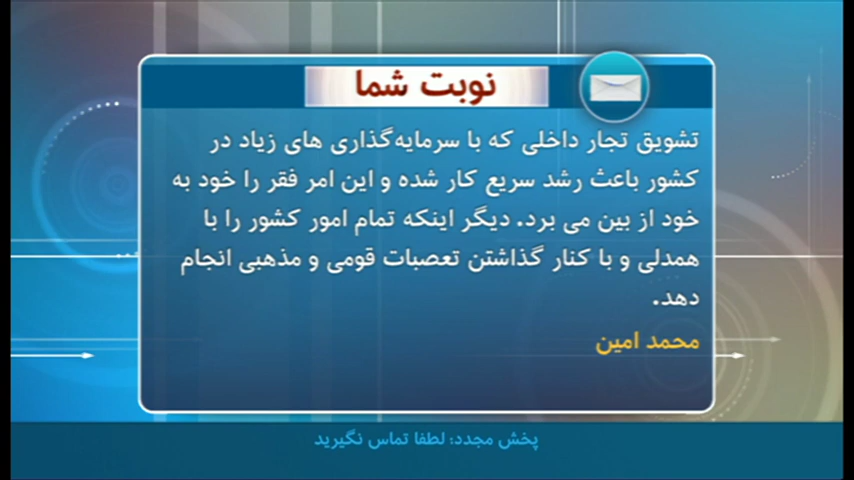 نوبت شما
تشویق تجار داخلی که با سرمایه‌گذاری های زیاد در
کشور باعث رشد سریع کار شده و این امر فقر را خود به
خود از بین می برد. دیگر اینکه تمام امور کشور را با
همدلی و با کنار گذاشتن تعصبات قومی و مذهبی انجام
دهد.
محمد امین
پخش مجدد؛ لطفا تماس نگیرید